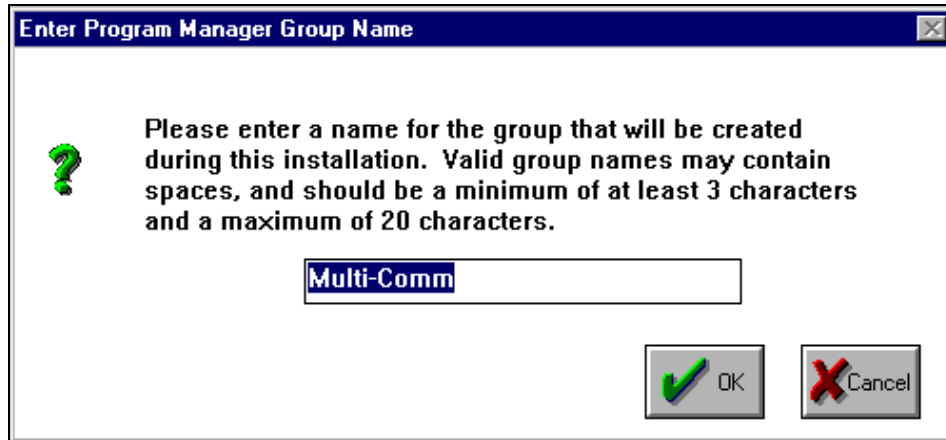 Enter Program Manager Group Name
Please enter a name for the group that will be created
during this installation. Valid group names may contain
spaces, and should be a minimum of at least 3 characters
and a maximum of 20 characters.
Multi-Comm
OK Cancel